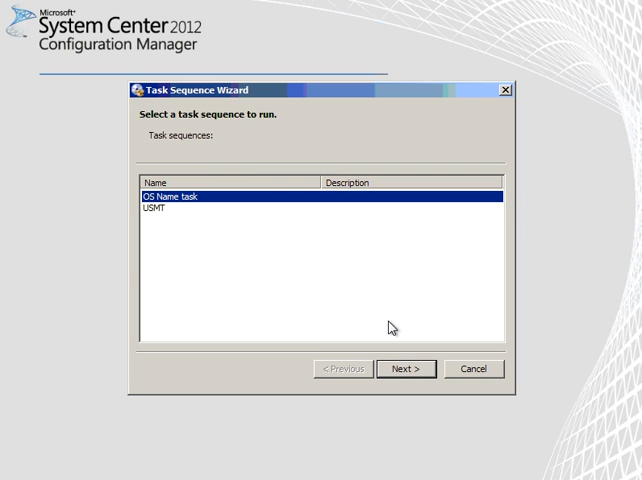 Microsoft®
System Center 2012
Configuration Manager
Task Sequence Wizard
Select a task sequence to run.
Task sequences:
Name Description
OS Name task
USMT
< Previous Next > Cancel